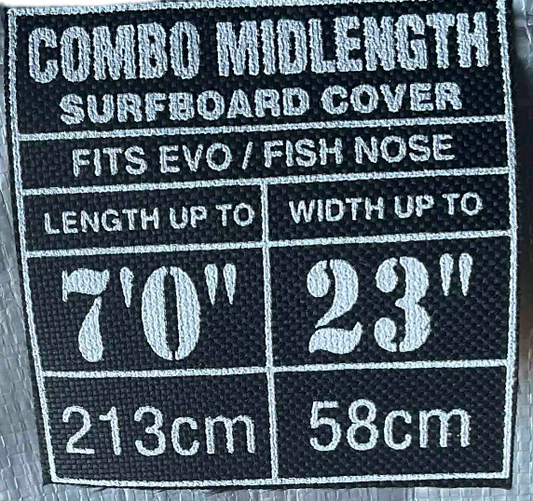 COMBO MIDLENGTH
SURFBOARD COVER
FITS EVO / FISH NOSE
LENGTH UP TO
WIDTH UP TO
7'0"
23"
213cm
58cm